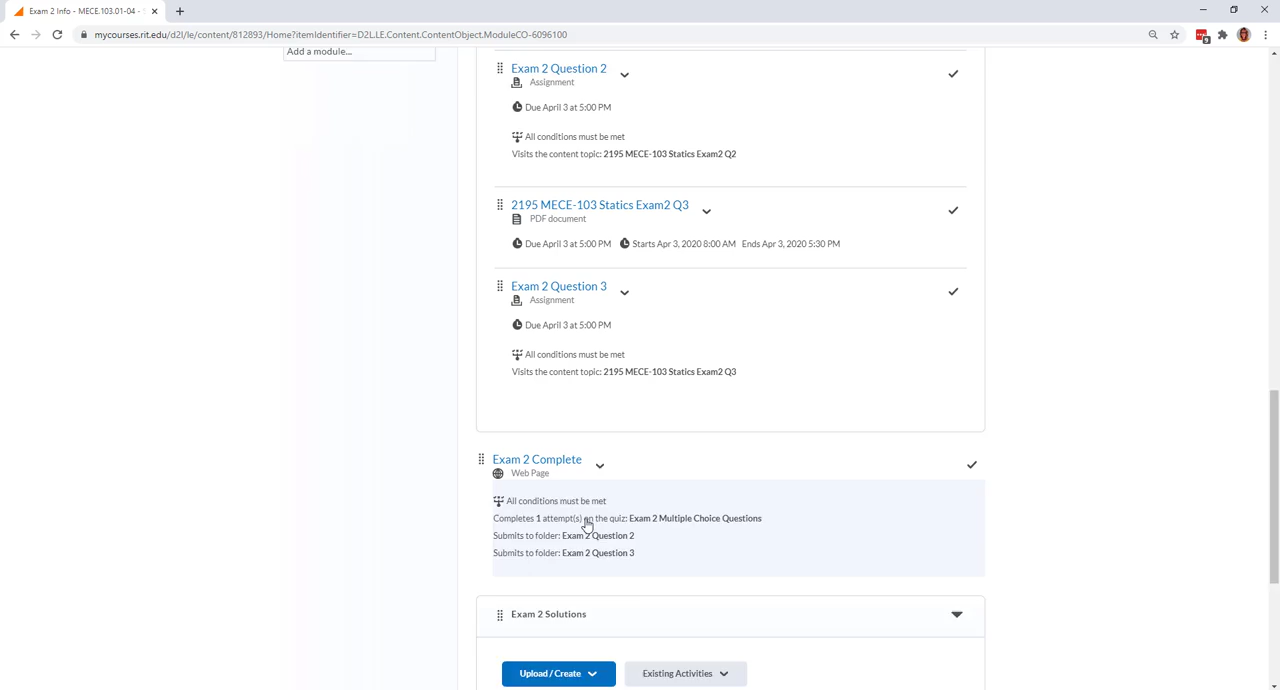 Exam 2 Info - MECE.103.01-04 -
mycourses.rit.edu/d2l/le/content/812893/Home?itemIdentifier=D2L.LE.Content.ContentObject.ModuleCO-6096100
9
Add a module...
Exam 2 Question 2
Assignment
Due April 3 at 5:00 PM
All conditions must be met
Visits the content topic: 2195 MECE-103 Statics Exam2 Q2
2195 MECE-103 Statics Exam2 Q3
PDF document
Due April 3 at 5:00 PM Starts Apr 3, 2020 8:00 AM Ends Apr 3, 2020 5:30 PM
Exam 2 Question 3
Assignment
Due April 3 at 5:00 PM
All conditions must be met
Visits the content topic: 2195 MECE-103 Statics Exam2 Q3
Exam 2 Complete
Web Page
All conditions must be met
Completes 1 attempt(s) on the quiz: Exam 2 Multiple Choice Questions
Submits to folder: Exam 2 Question 2
Submits to folder: Exam 2 Question 3
Exam 2 Solutions
Upload / Create Existing Activities